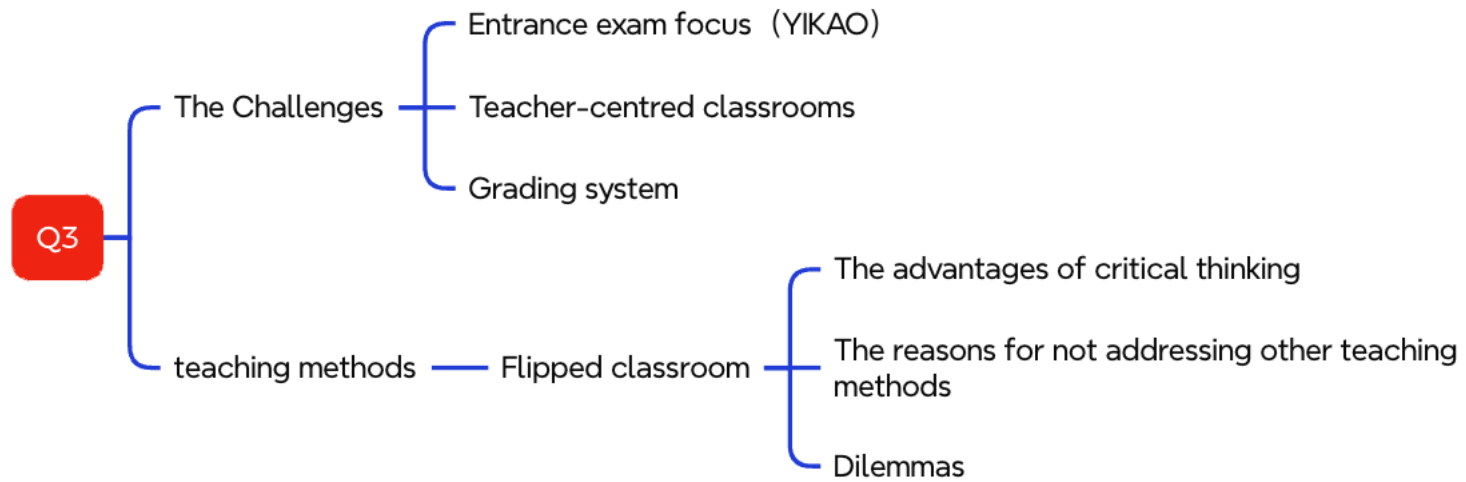 Q3
The Challenges
Entrance exam focus（YIKAO）
Teacher-centred classrooms
Grading system
teaching methods
Flipped classroom
The advantages of critical thinking
The reasons for not addressing other teaching
methods
Dilemmas